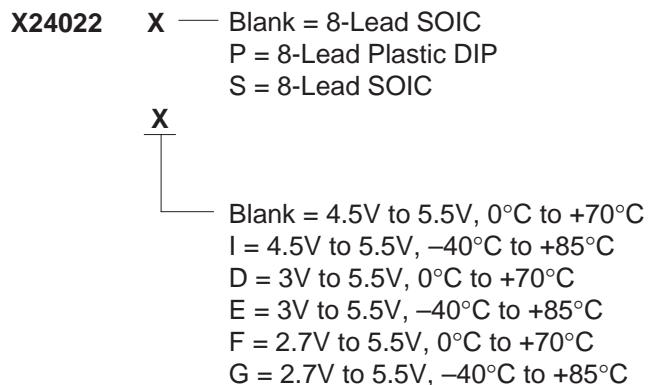 X24022 X Blank = 8-Lead SOIC
P = 8-Lead Plastic DIP
S = 8-Lead SOIC
X
Blank = 4.5V to 5.5V, 0°C to +70°C
I = 4.5V to 5.5V, –40°C to +85°C
D = 3V to 5.5V, 0°C to +70°C
E = 3V to 5.5V, –40°C to +85°C
F = 2.7V to 5.5V, 0°C to +70°C
G = 2.7V to 5.5V, –40°C to +85°C